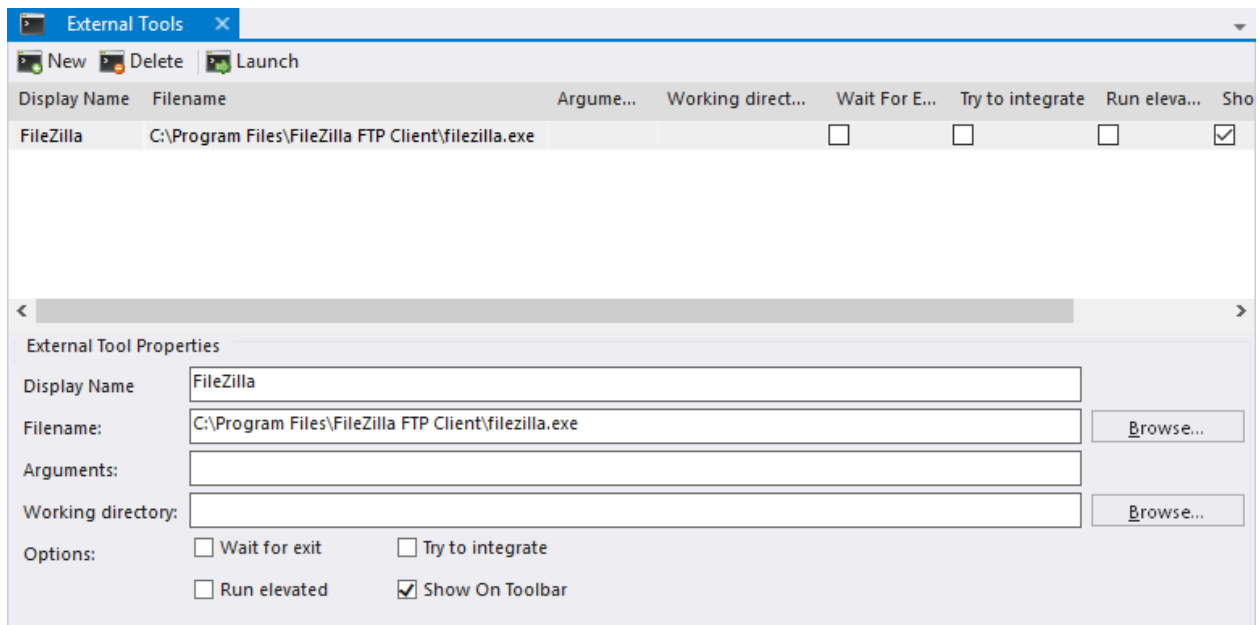 External Tools
New Delete Launch
Display Name Filename Argume... Working direct... Wait For E... Try to integrate Run eleva... Sho
FileZilla C:\Program Files\FileZilla FTP Client\filezilla.exe
External Tool Properties
Display Name FileZilla
Filename: C:\Program Files\FileZilla FTP Client\filezilla.exe Browse...
Arguments:
Working directory: Browse...
Options: Wait for exit Try to integrate
Run elevated Show On Toolbar